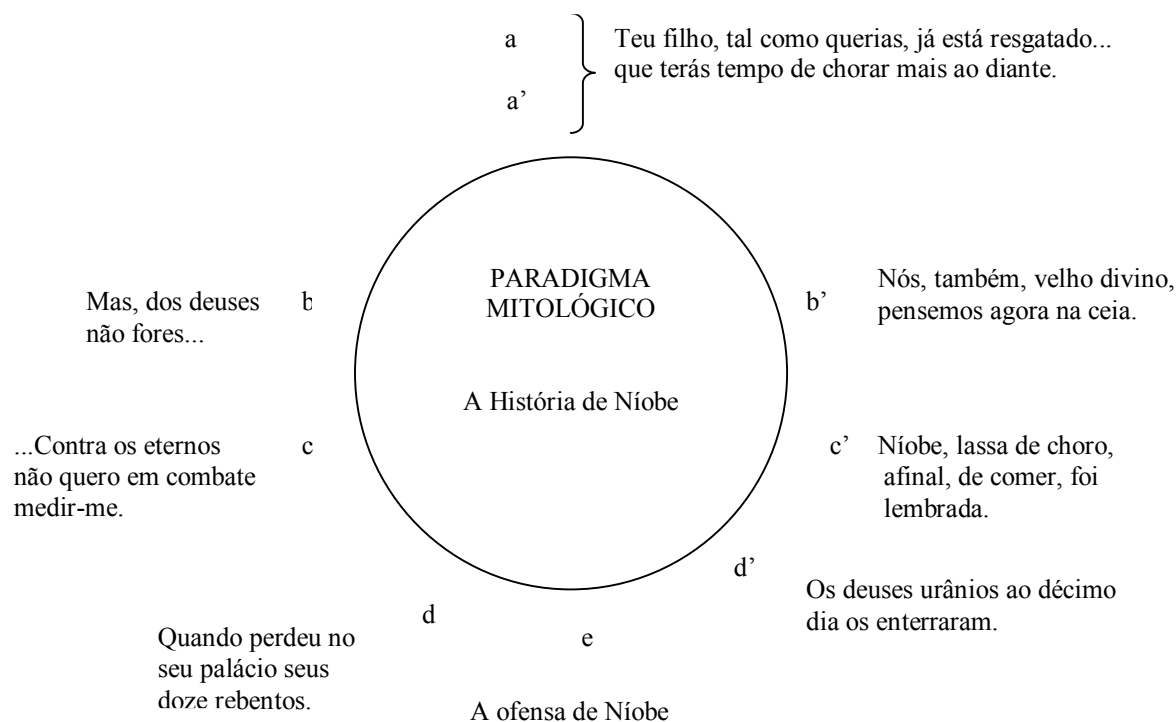 a
Teu filho, tal como querias, já está resgatado...
que terás tempo de chorar mais ao diante.
a’
PARADIGMA
MITOLÓGICO
A História de Níobe
Mas, dos deuses
não fores...
b
b’
Nós, também, velho divino,
pensemos agora na ceia.
...Contra os eternos
não quero em combate
medir-me.
c
c’
Níobe, lassa de choro,
afinal, de comer, foi
lembrada.
d’
Os deuses urânios ao décimo
dia os enterraram.
d
Quando perdeu no
seu palácio seus
doze rebentos.
e
A ofensa de Níobe